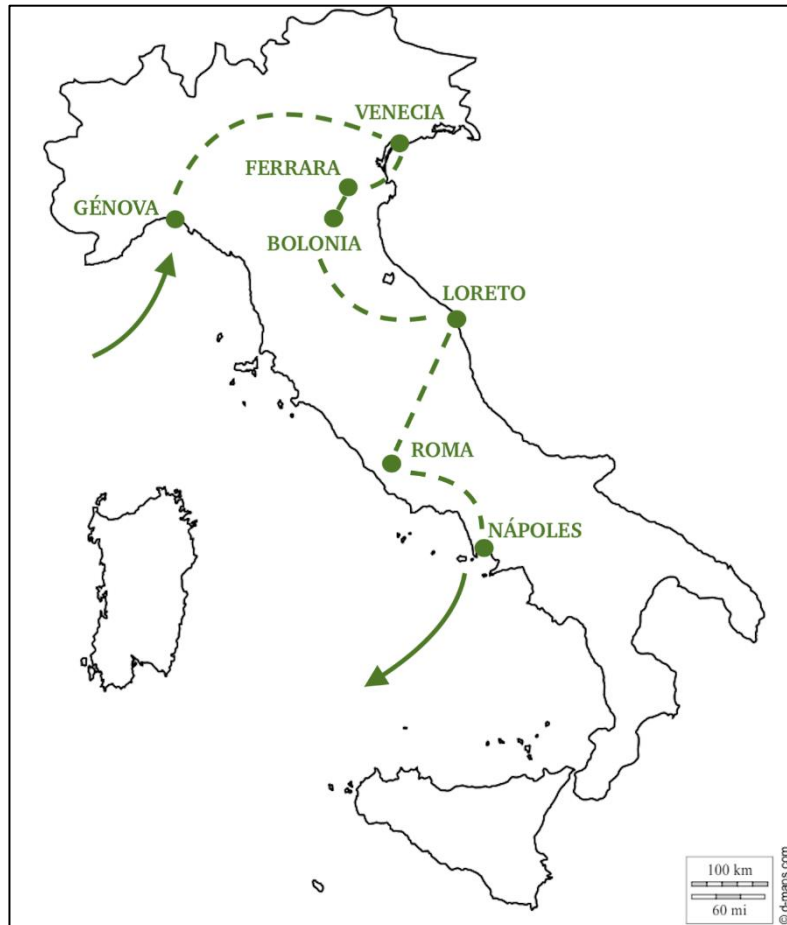 VENECIA
FERRARA
GÉNOVA
BOLONIA
LORETO
ROMA
NÁPOLES
100 km
60 mi
© d-maps.com